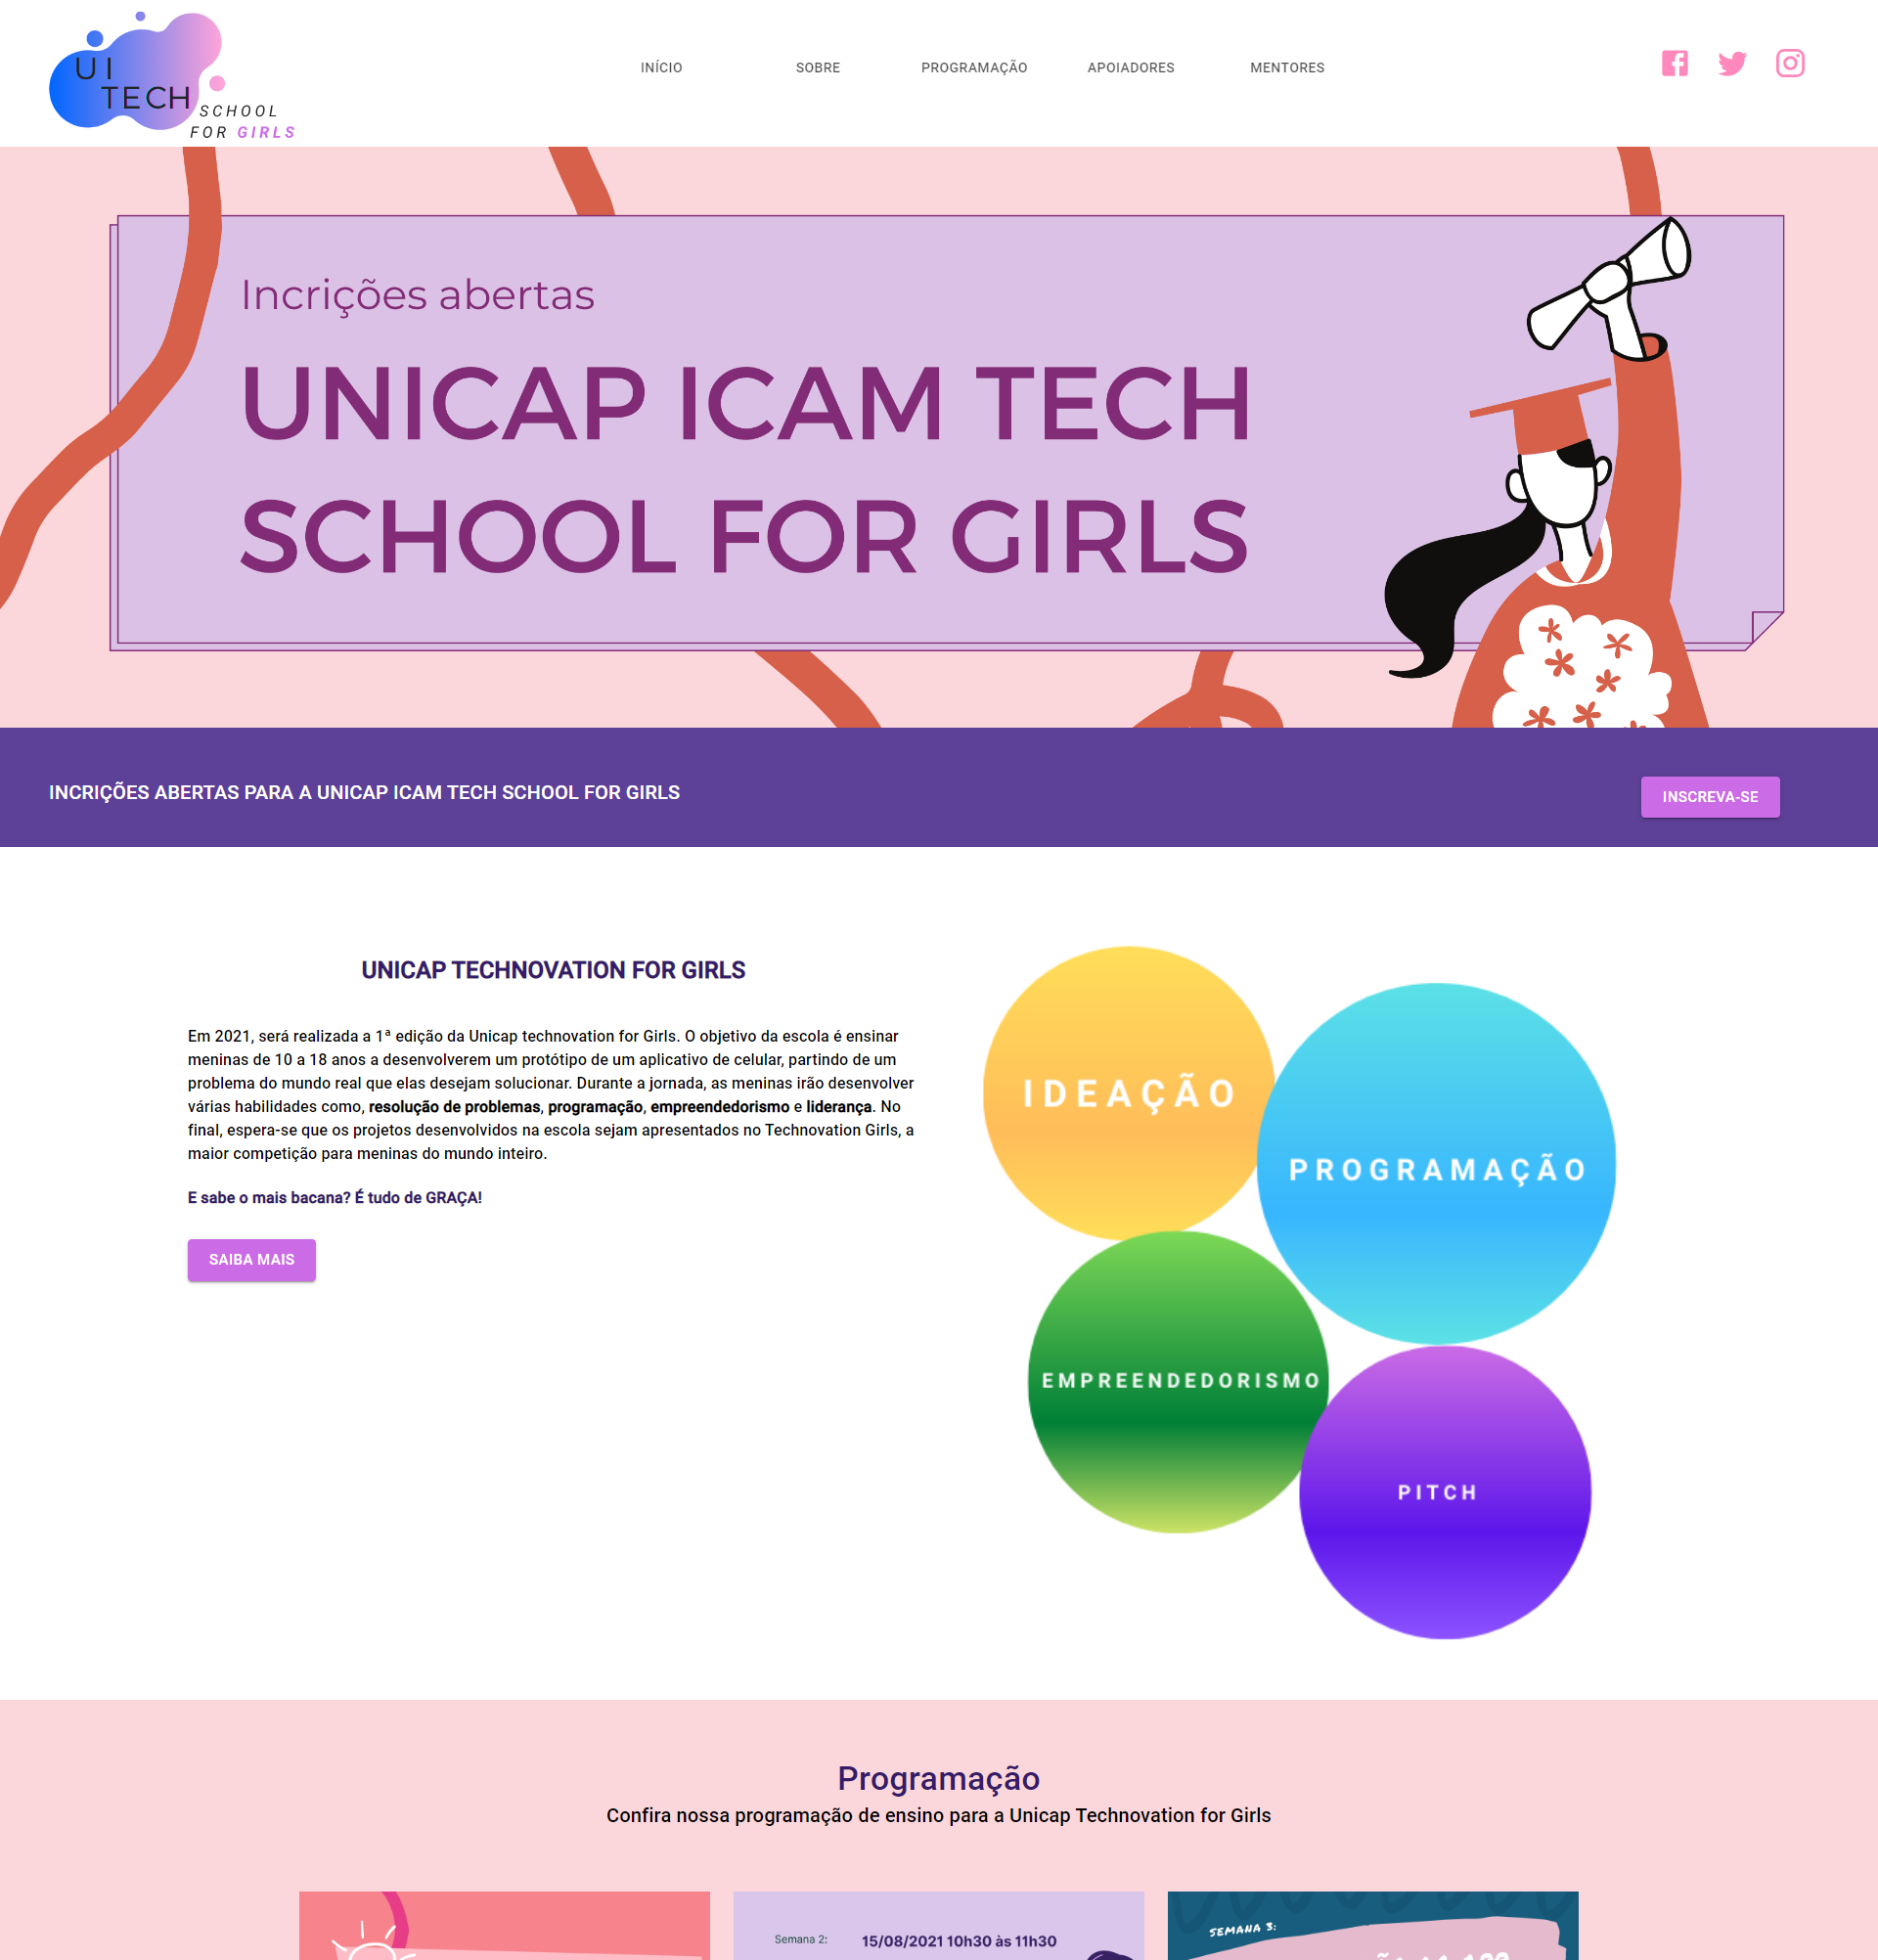 UI
TECH
SCHOOL
FOR GIRLS
INÍCIO
SOBRE
PROGRAMAÇÃO
APOIADORES
MENTORES
Incrições abertas
UNICAP ICAM TECH
SCHOOL FOR GIRLS
INCRIÇÕES ABERTAS PARA A UNICAP ICAM TECH SCHOOL FOR GIRLS
INSCREVA-SE
UNICAP TECHNOVATION FOR GIRLS
Em 2021, será realizada a 1ª edição da Unicap technovation for Girls. O objetivo da escola é ensinar
meninas de 10 a 18 anos a desenvolverem um protótipo de um aplicativo de celular, partindo de um
problema do mundo real que elas desejam solucionar. Durante a jornada, as meninas irão desenvolver
várias habilidades como, resolução de problemas, programação, empreendedorismo e liderança. No
final, espera-se que os projetos desenvolvidos na escola sejam apresentados no Technovation Girls, a
maior competição para meninas do mundo inteiro.
E sabe o mais bacana? É tudo de GRAÇA!
SAIBA MAIS
IDEAÇÃO
PROGRAMAÇÃO
EMPREENDEDORISMO
PITCH
Programação
Confira nossa programação de ensino para a Unicap Technovation for Girls
Semana 2:
15/08/2021 10h30 às 11h30
SEMANA 3: